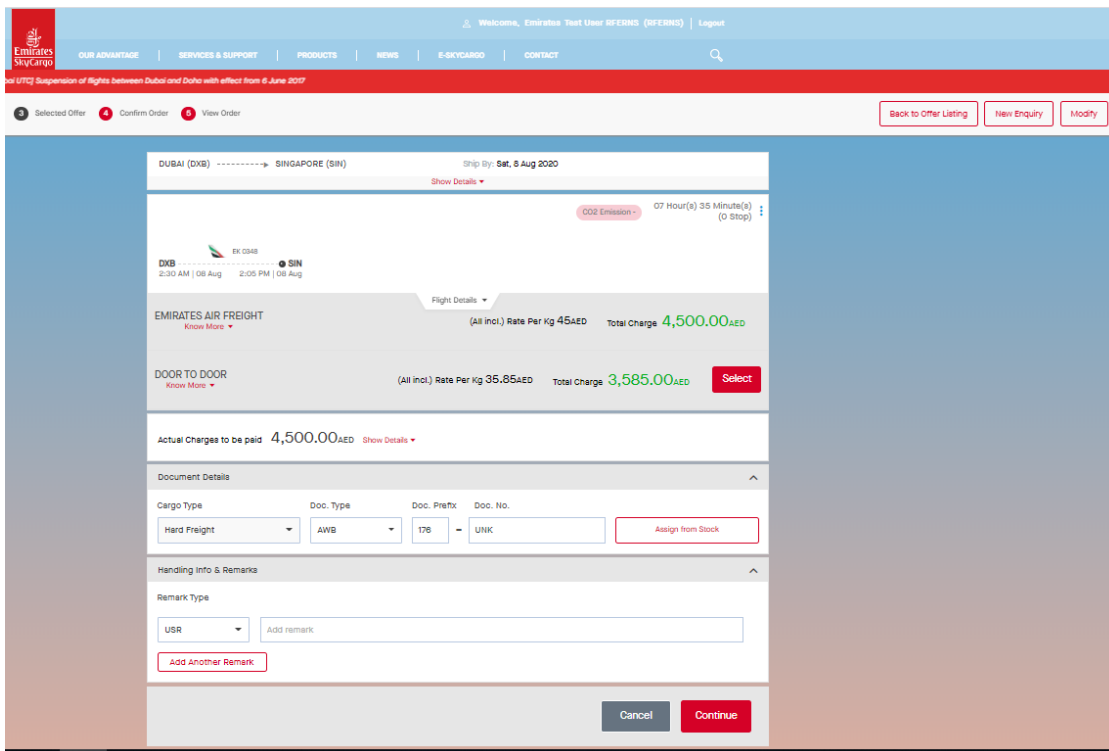 Welcome, Emirates Test User RFERNS (RFERNS) | Logout
Emirates
SkyCargo
OUR ADVANTAGE | SERVICES & SUPPORT | PRODUCTS | NEWS | E-SKYCARGO | CONTACT
UTC] Suspension of flights between Dubai and Doha with effect from 6 June 2017
3 Selected Offer 4 Confirm Order 5 View Order Back to Offer Listing New Enquiry Modify
DUBAI (DXB) SINGAPORE (SIN) Ship By: Sat, 8 Aug 2020
Show Details
CO2 Emission - 07 Hour(s) 35 Minute(s)
(0 Stop)
EK 0348
DXB SIN
2:30 AM | 08 Aug 2:05 PM | 08 Aug
Flight Details
EMIRATES AIR FREIGHT (All incl.) Rate Per Kg 45AED Total Charge 4,500.00AED
Know More
DOOR TO DOOR (All incl.) Rate Per Kg 35.85AED Total Charge 3,585.00AED Select
Know More
Actual Charges to be paid 4,500.00AED Show Details
Document Details
Cargo Type Doc. Type Doc. Prefix Doc. No.
Hard Freight AWB 176 - UNK Assign from Stock
Handling Info & Remarks
Remark Type
USR Add remark
Add Another Remark
Cancel Continue